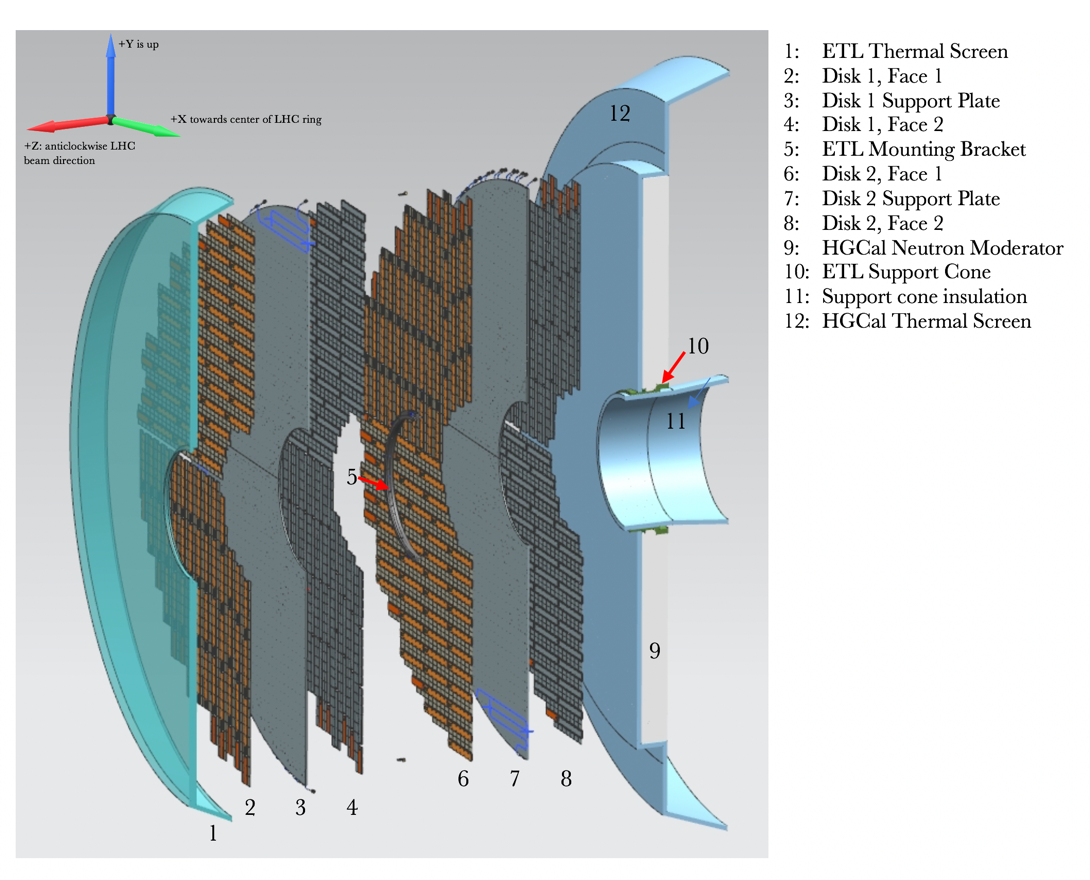 +Y is up
+X towards center of LHC ring
+Z: anticlockwise LHC
beam direction
1: ETL Thermal Screen
2: Disk 1, Face 1
3: Disk 1 Support Plate
4: Disk 1, Face 2
5: ETL Mounting Bracket
6: Disk 2, Face 1
7: Disk 2 Support Plate
8: Disk 2, Face 2
9: HGCal Neutron Moderator
10: ETL Support Cone
11: Support cone insulation
12: HGCal Thermal Screen
12
10
11
5
9
6
7
8
2
3
4
1